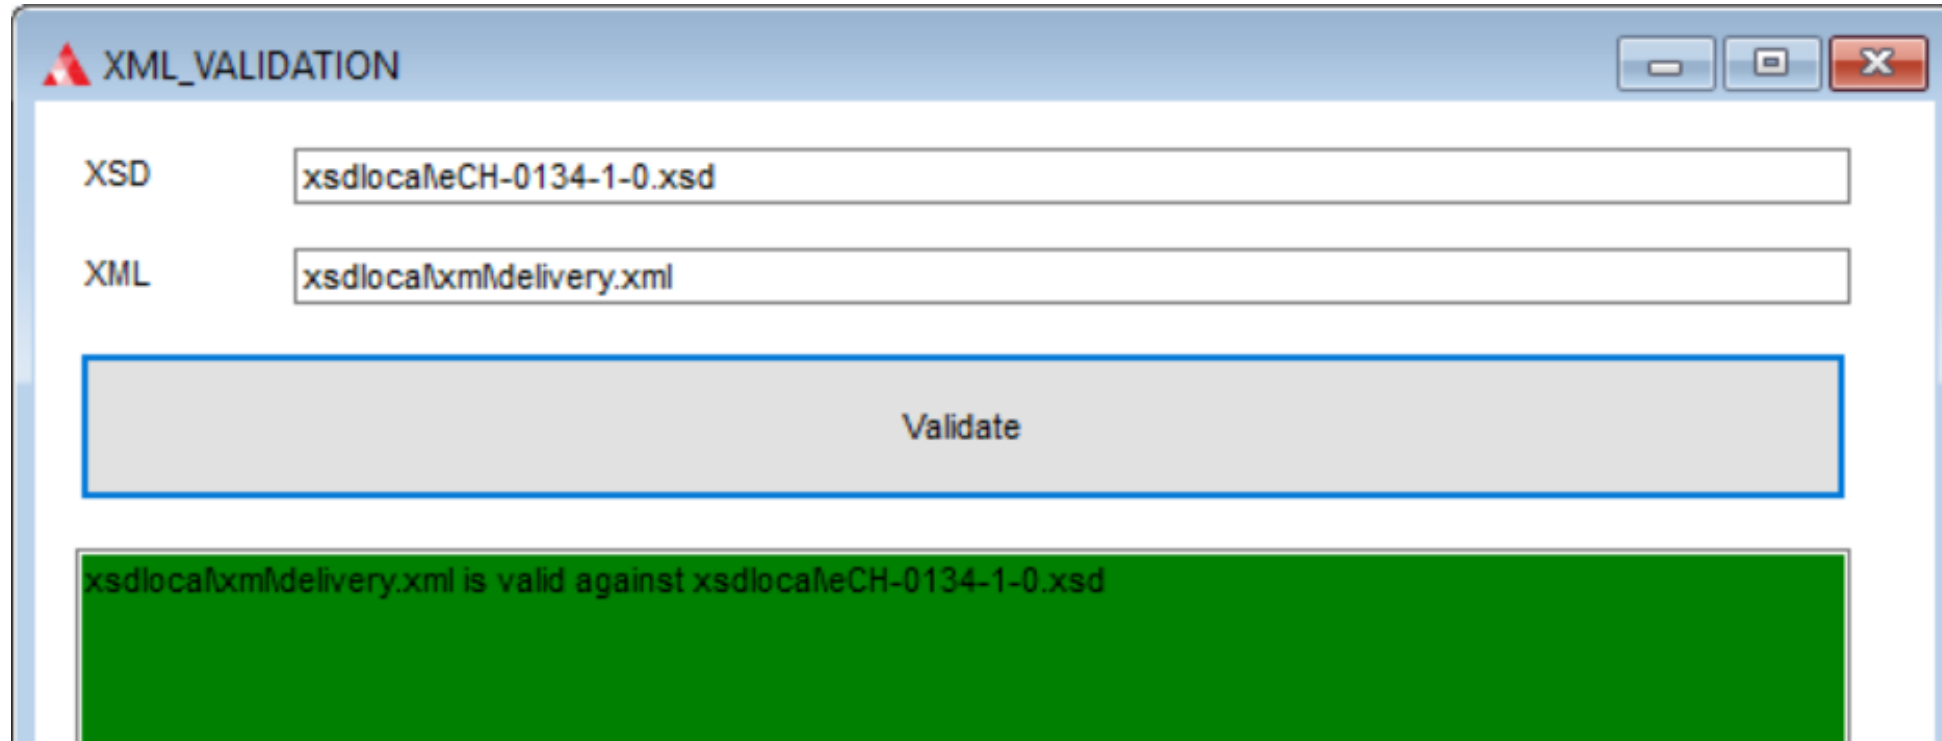 XML_VALIDATION
XSD
xsdlocal\eCH-0134-1-0.xsd
XML
xsdlocal\xml\delivery.xml
Validate
xsdlocal\xml\delivery.xml is valid against xsdlocal\eCH-0134-1-0.xsd